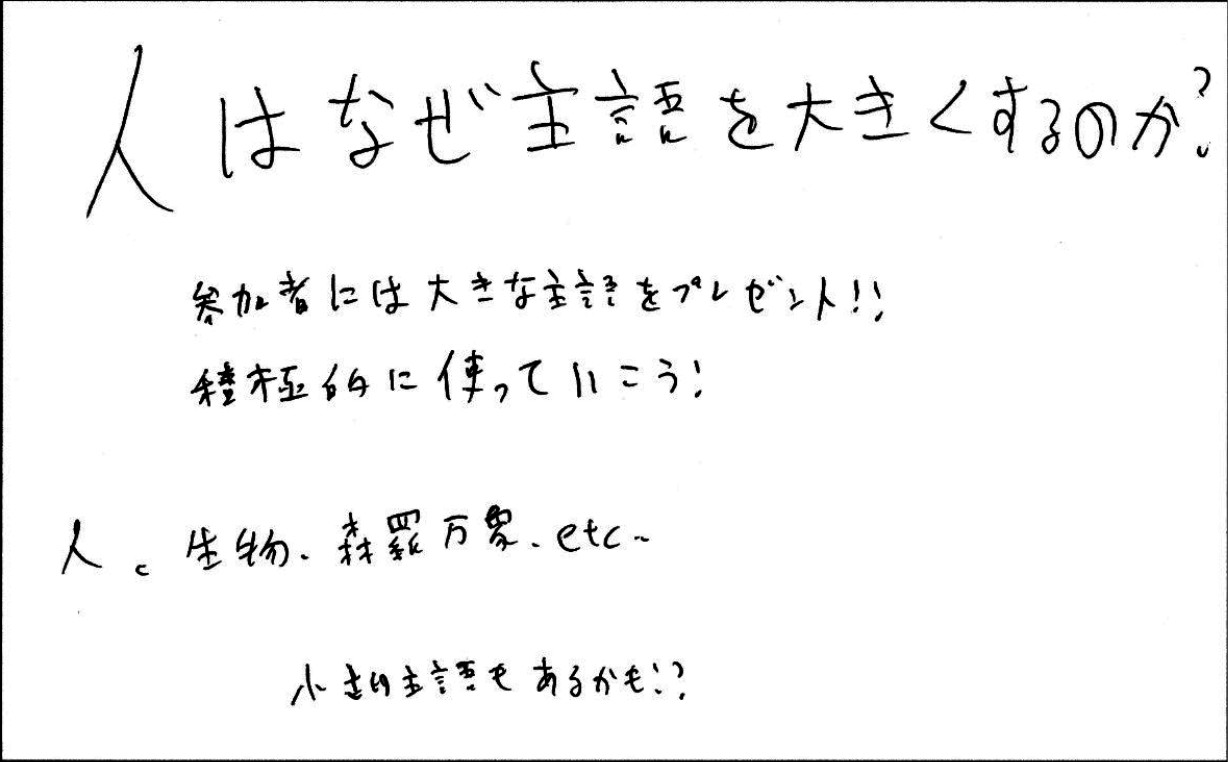 人はなぜ主語を大きくするのか?
参加者には大きな主語をプレゼント!!
積極的に使っていこう!
人、生物、森羅万象、etc~
小さな主語もあるかも!?